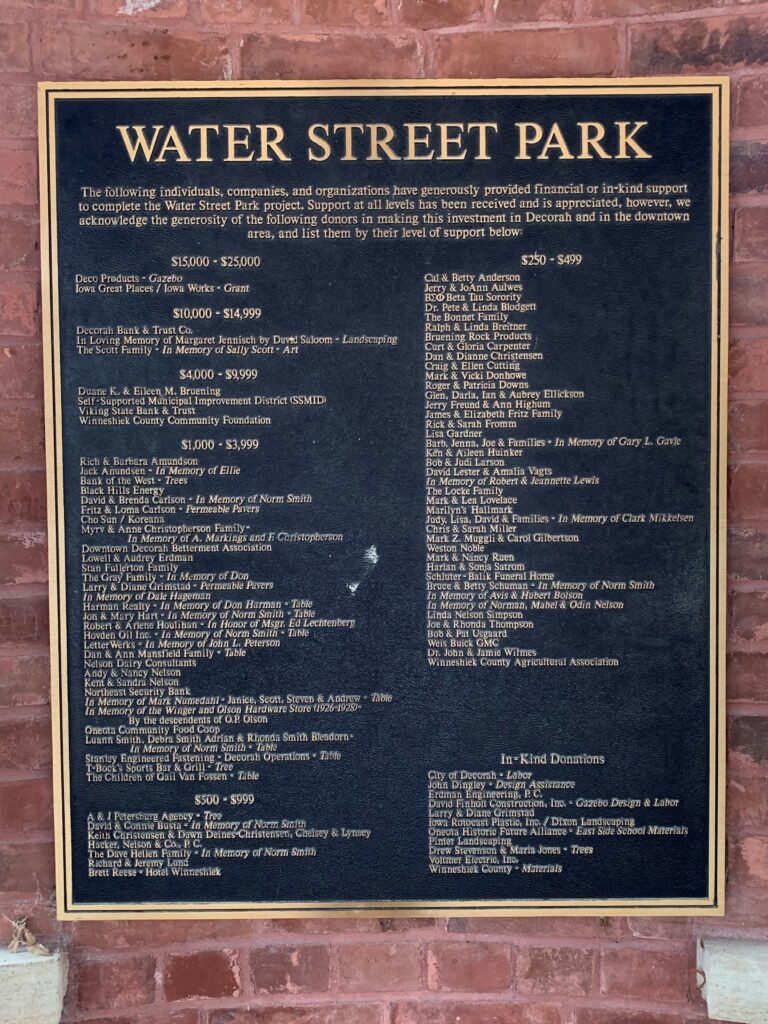 WATER STREET PARK
The following individuals, companies, and organizations have generously provided financial or in-kind support
to complete the Water Street Park project. Support at all levels has been received and is appreciated, however, we
acknowledge the generosity of the following donors in making this investment in Decorah and in the downtown
area, and list them by their level of support below:
$15,000 - $25,000
Deco Products - Gazebo
Iowa Great Places / Iowa Works - Grant
$10,000 - $14,999
Decorah Bank & Trust Co.
In Loving Memory of Margaret Jennisch by David Saloom - Landscaping
The Scott Family - In Memory of Sally Scott - Art
$4,000 - $9,999
Duane K. & Eileen M. Bruening
Self-Supported Municipal Improvement District (SSMID)
Viking State Bank & Trust
Winneshiek County Community Foundation
$1,000 - $3,999
Rich & Barbara Amundson
Jack Anundsen - In Memory of Ellie
Bank of the West - Trees
Black Hills Energy
David & Brenda Carlson - In Memory of Norm Smith
Fritz & Loma Carlson - Permeable Pavers
Cho Sun / Koreana
Myrv & Anne Christopherson Family-
In Memory of A. Markings and F. Christopherson
Downtown Decorah Betterment Association
Lowell & Audrey Erdman
Stan Fullerton Family
The Gray Family - In Memory of Don
Larry & Diane Grimstad - Permeable Pavers
In Memory of Dale Hageman
Harman Realty - In Memory of Don Harman - Table
Jon & Mary Hart - In Memory of Norm Smith - Table
Robert & Arlene Houlihan - In Honor of Msgr. Ed Lechtenberg
Hovden Oil Inc. - In Memory of Norm Smith - Table
LetterWerks - In Memory of John L. Peterson
Dan & Ann Mansfield Family - Table
Nelson Dairy Consultants
Andy & Nancy Nelson
Kent & Sandra Nelson
Northeast Security Bank
In Memory of Mark Numedahl - Janice, Scott, Steven & Andrew - Table
In Memory of the Winger and Olson Hardware Store (1926-1928)-
By the descendents of O.P. Olson
Oneota Community Food Coop
Luann Smith, Debra Smith Adrian & Rhonda Smith Blendorn-
In Memory of Norm Smith - Table
Stanley Engineered Fastening - Decorah Operations - Table
T-Bock's Sports Bar & Grill - Tree
The Children of Gail Van Fossen - Table
$500 - $999
A & J Petersburg Agency - Tree
David & Connie Busta - In Memory of Norm Smith
Keith Christensen & Dawn Deines-Christensen, Chelsey & Lynsey
Hacker, Nelson & Co., P.C.
The Dave Hellen Family - In Memory of Norm Smith
Richard & Jeremy Lund
Brett Reese - Hotel Winneshiek
$250 - $499
Cal & Betty Anderson
Jerry & JoAnn Aulwes
ΒΣΦ Beta Tau Sorority
Dr. Pete & Linda Blodgett
The Bonnet Family
Ralph & Linda Breitner
Bruening Rock Products
Curt & Gloria Carpenter
Dan & Dianne Christensen
Craig & Ellen Cutting
Mark & Vicki Donhowe
Roger & Patricia Downs
Glen, Darla, Ian & Aubrey Ellickson
Jerry Freund & Ann Highum
James & Elizabeth Fritz Family
Rick & Sarah Fromm
Lisa Gardner
Barb, Jenna, Joe & Families - In Memory of Gary L. Gavle
Ken & Aileen Huinker
Bob & Judi Larson
David Lester & Amalia Vagts
In Memory of Robert & Jeannette Lewis
The Locke Family
Mark & Lea Lovelace
Marilyn's Hallmark
Judy, Lisa, David & Families - In Memory of Clark Mikkelsen
Chris & Sarah Miller
Mark Z. Muggli & Carol Gilbertson
Weston Noble
Mark & Nancy Ruen
Harlan & Sonja Satrom
Schluter-Balik Funeral Home
Bruce & Betty Schuman - In Memory of Norm Smith
In Memory of Avis & Hubert Bolson
In Memory of Norman, Mabel & Odin Nelson
Linda Nelson Simpson
Joe & Rhonda Thompson
Bob & Pat Usgaard
Weis Buick GMC
Dr. John & Jamie Wilmes
Winneshiek County Agricultural Association
In-Kind Donations
City of Decorah - Labor
John Dingley - Design Assistance
Erdman Engineering, P. C.
David Finholt Construction, Inc. - Gazebo Design & Labor
Larry & Diane Grimstad
Iowa Rotocast Plastic, Inc. / Dixon Landscaping
Oneota Historic Future Alliance - East Side School Materials
Pinter Landscaping
Drew Stevenson & Maria Jones - Trees
Voltmer Electric, Inc.
Winneshiek County - Materials